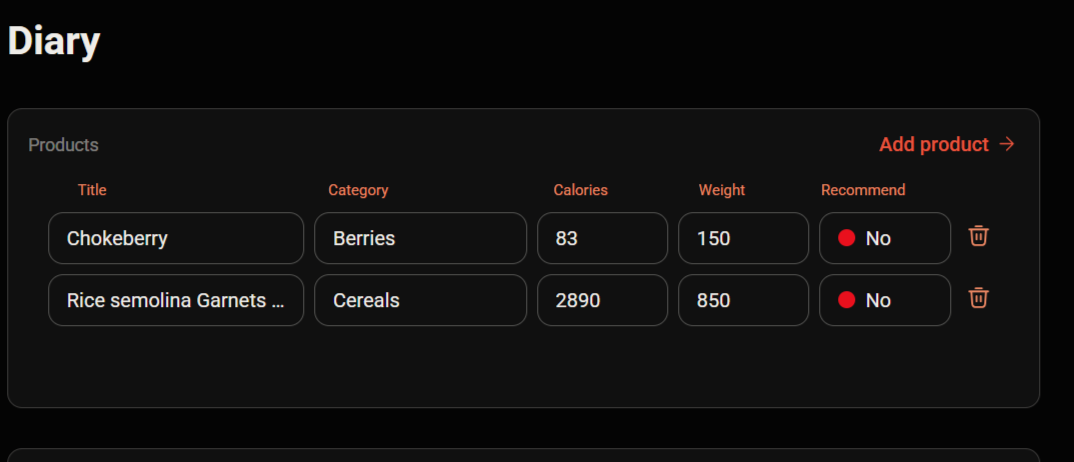 Diary
Products Add product →
Title Category Calories Weight Recommend
Chokeberry Berries 83 150 No
Rice semolina Garnets ... Cereals 2890 850 No